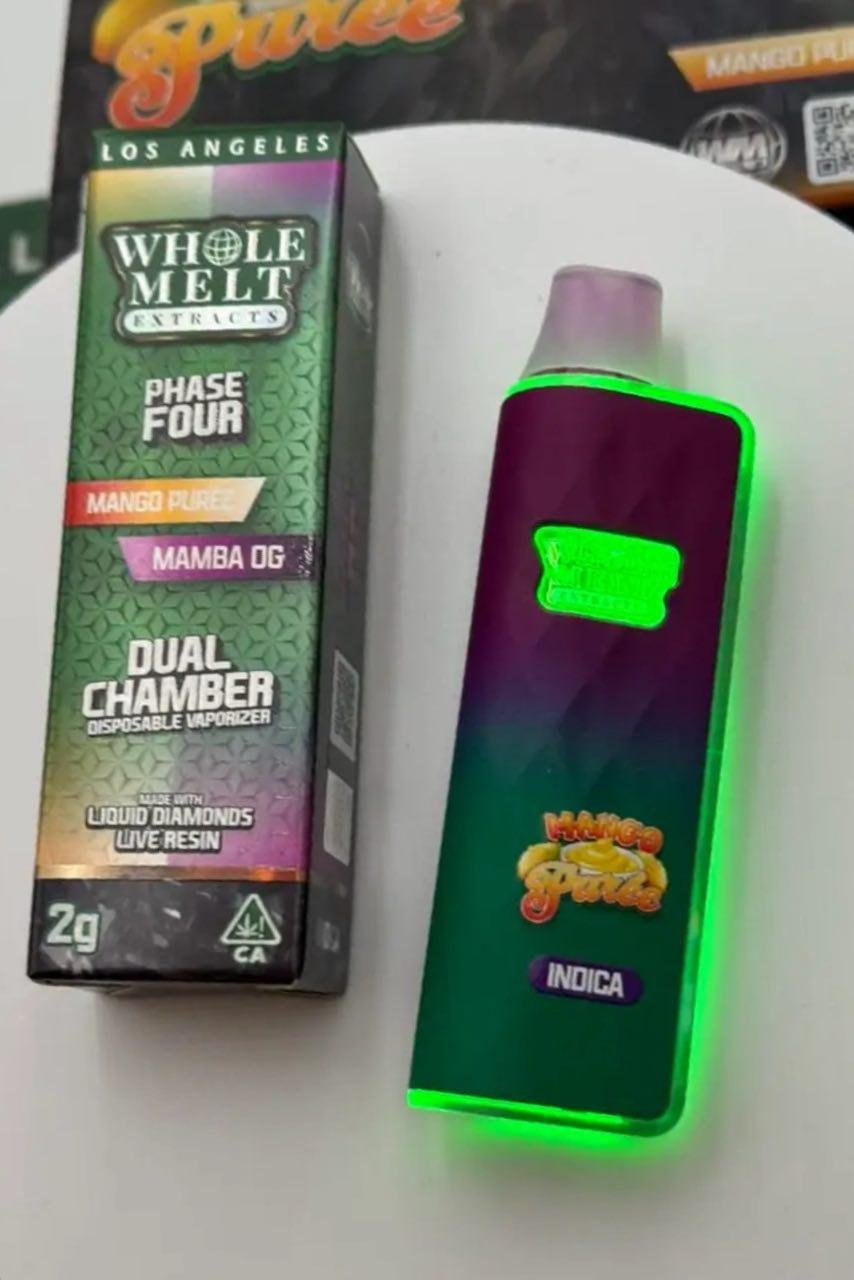 Puree
MANGO PU
WM
L
LOS ANGELES
WHOLE
MELT
EXTRACTS
PHASE
FOUR
MANGO PUREE
MAMBA OG
DUAL
CHAMBER
DISPOSABLE VAPORIZER
MADE WITH
LIQUID DIAMONDS
LIVE RESIN
2g
CA
MANGO
Puree
INDICA